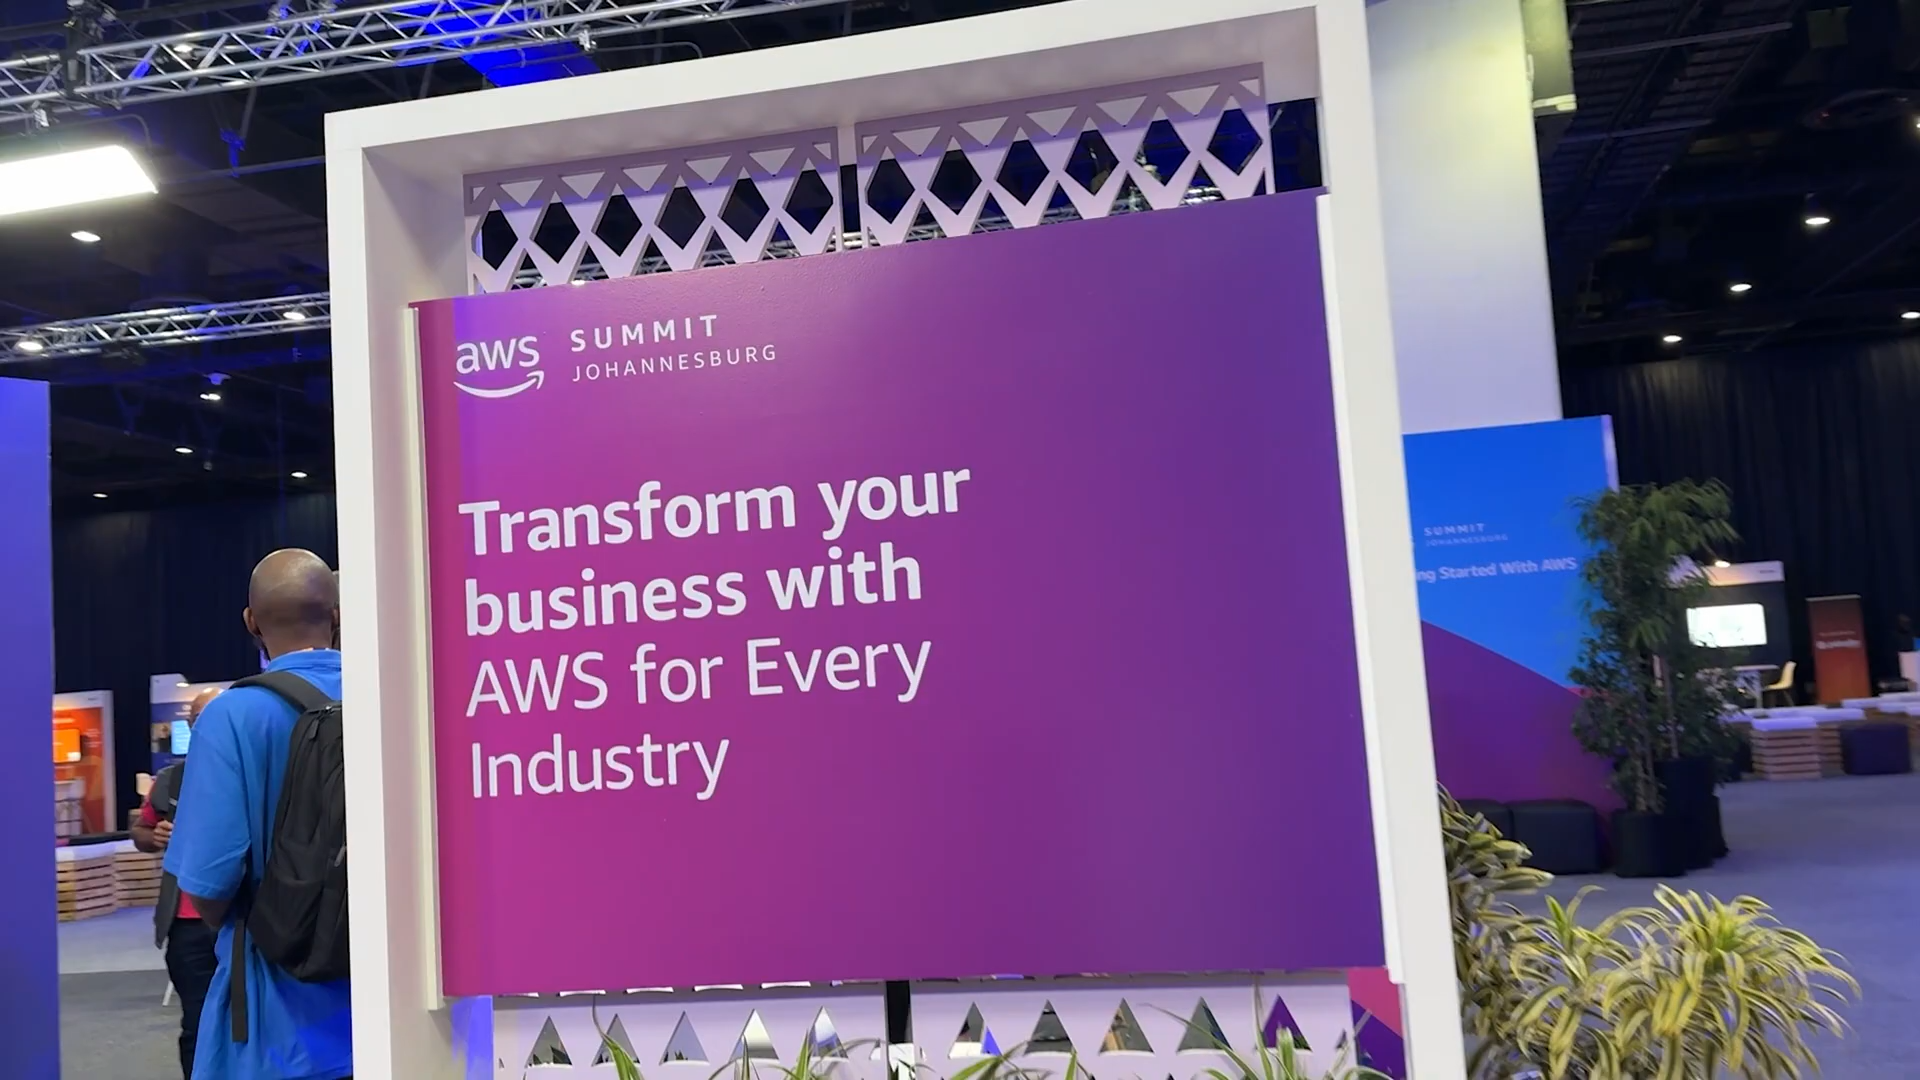 aws SUMMIT
JOHANNESBURG
Transform your
business with
AWS for Every
Industry
SUMMIT
JOHANNESBURG
Started With AWS